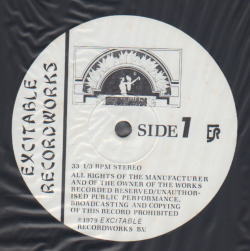 EXCITABLE
RECORDWORKS
SIDE 1
ER
33 1/3 RPM STEREO
ALL RIGHTS OF THE MANUFACTURER
AND OF THE OWNER OF THE WORKS
RECORDED RESERVED/UNAUTHOR-
ISED PUBLIC PERFORMANCE,
BROADCASTING AND COPYING
OF THIS RECORD PROHIBITED
©1979 EXCITABLE
RECORDWORKS B.V.